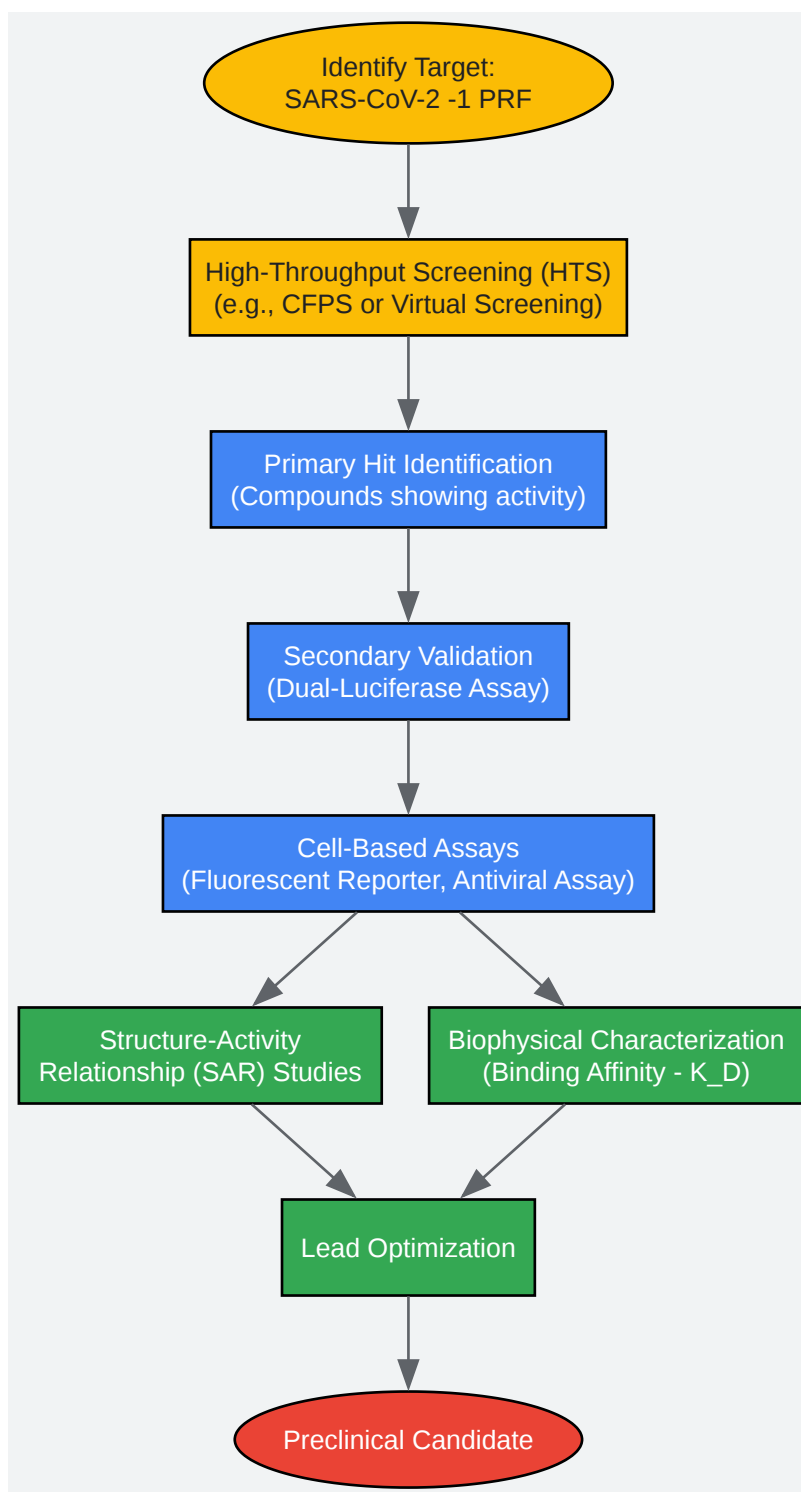 Identify Target:
SARS-CoV-2 -1 PRF
High-Throughput Screening (HTS)
(e.g., CFPS or Virtual Screening)
Primary Hit Identification
(Compounds showing activity)
Secondary Validation
(Dual-Luciferase Assay)
Cell-Based Assays
(Fluorescent Reporter, Antiviral Assay)
Structure-Activity
Relationship (SAR) Studies
Biophysical Characterization
(Binding Affinity - K_D)
Lead Optimization
Preclinical Candidate